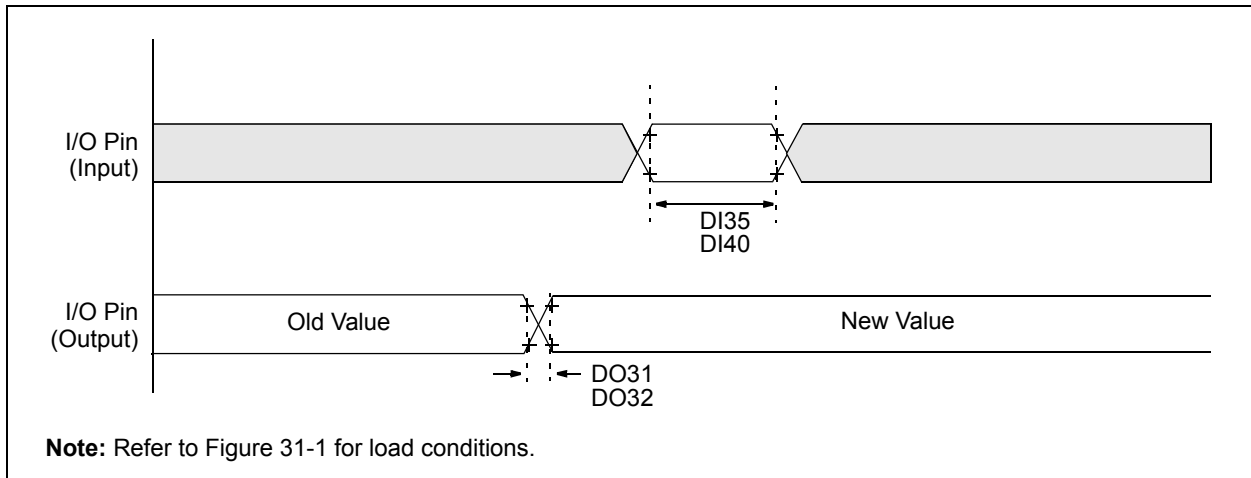 I/O Pin
(Input)
DI35
DI40
I/O Pin
(Output)
Old Value
New Value
DO31
DO32
Note: Refer to Figure 31-1 for load conditions.